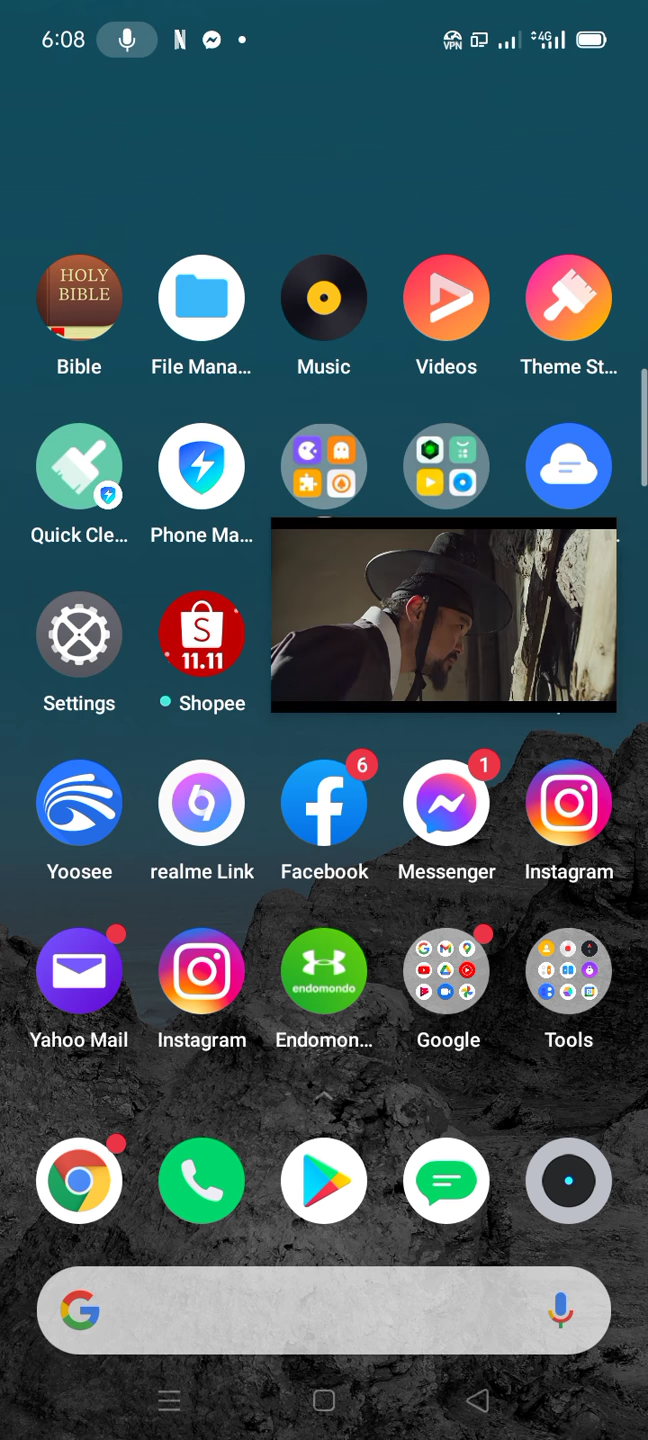 6:08
VPN
4G
HOLY
BIBLE
Bible
File Mana...
Music
Videos
Theme St...
Quick Cle...
Phone Ma...
S
11.11
Settings
Shopee
6
1
Yoosee
realme Link
Facebook
Messenger
Instagram
endomondo
Yahoo Mail
Instagram
Endomon...
Google
Tools